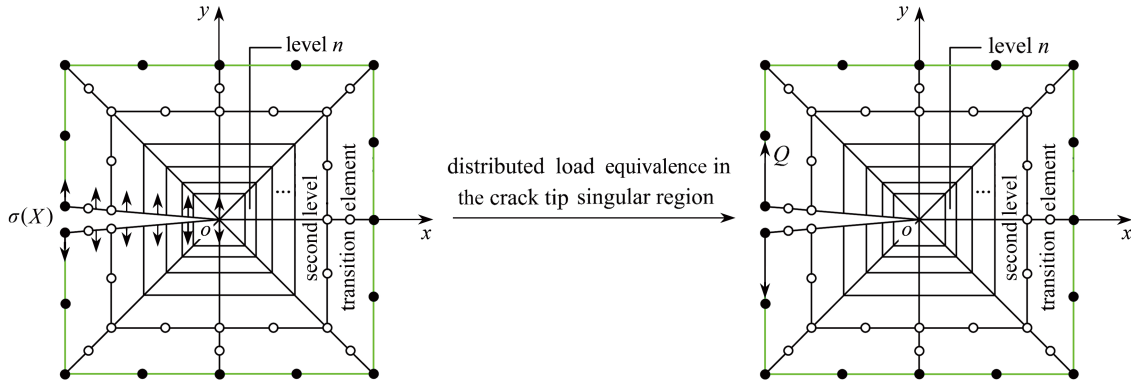 y
level n
σ(X)
o
x
second level
transition element
...
distributed load equivalence in
the crack tip singular region
y
level n
Q
o
x
second level
transition element
...